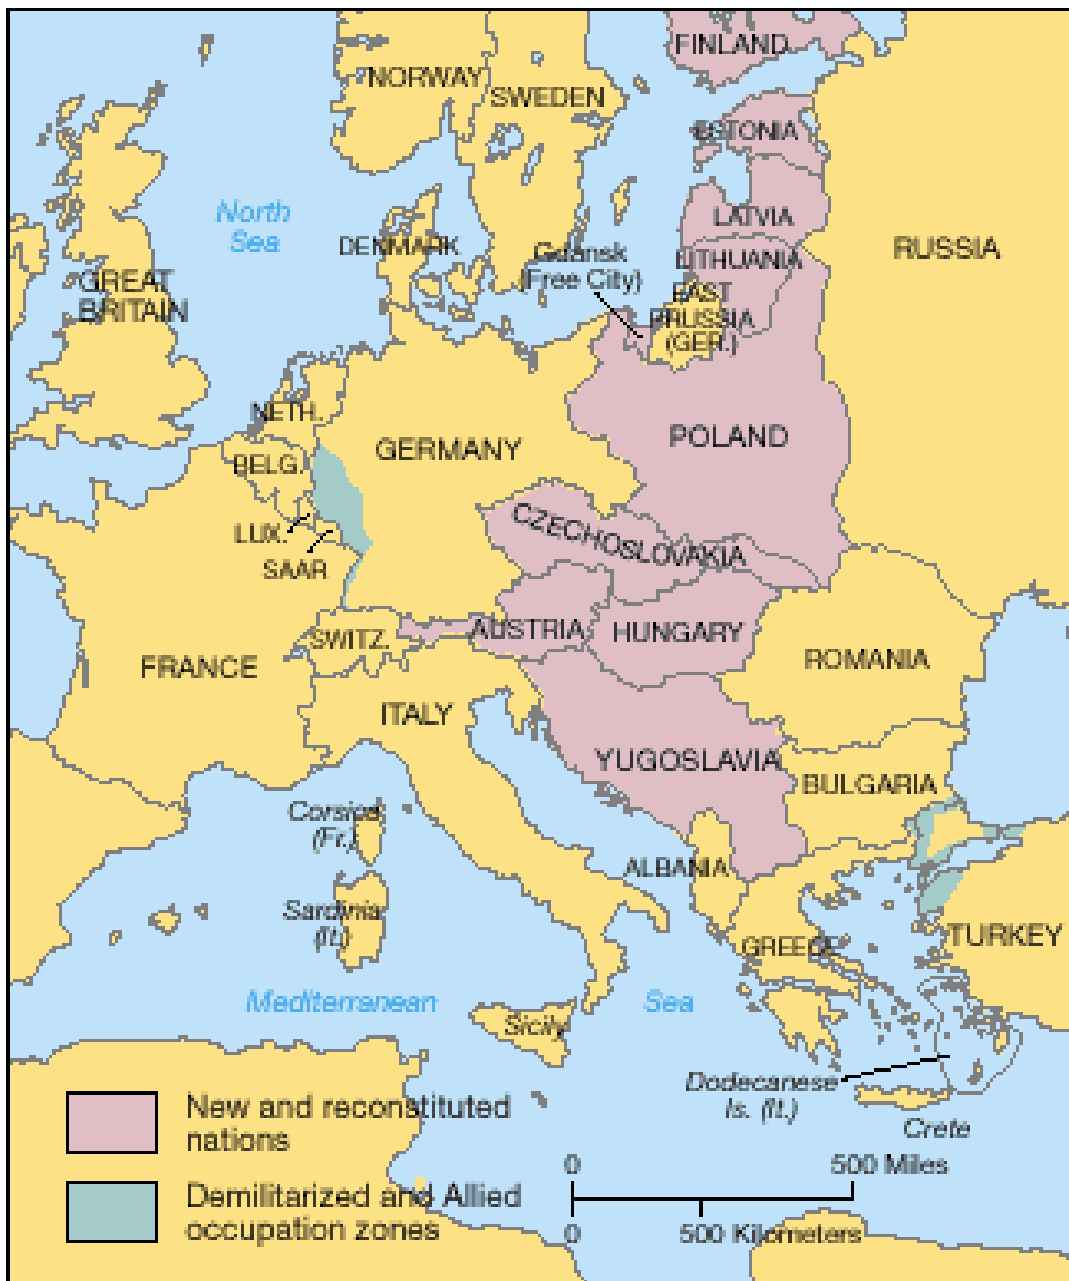 FINLAND
NORWAY
SWEDEN
ESTONIA
North
Sea
LATVIA
DENMARK
Gdansk
(Free City)
LITHUANIA
RUSSIA
GREAT
BRITAIN
EAST
PRUSSIA
(GER.)
NETH.
GERMANY
POLAND
BELG.
LUX.
SAAR
CZECHOSLOVAKIA
SWITZ.
AUSTRIA
HUNGARY
FRANCE
ROMANIA
ITALY
YUGOSLAVIA
BULGARIA
Corsica
(Fr.)
ALBANIA
Sardinia
(It.)
GREECE
TURKEY
Mediterranean Sea
Sicily
Dodecanese
Is. (It.)
Crete
New and reconstituted
nations
Demilitarized and Allied
occupation zones
0 500 Miles
0 500 Kilometers